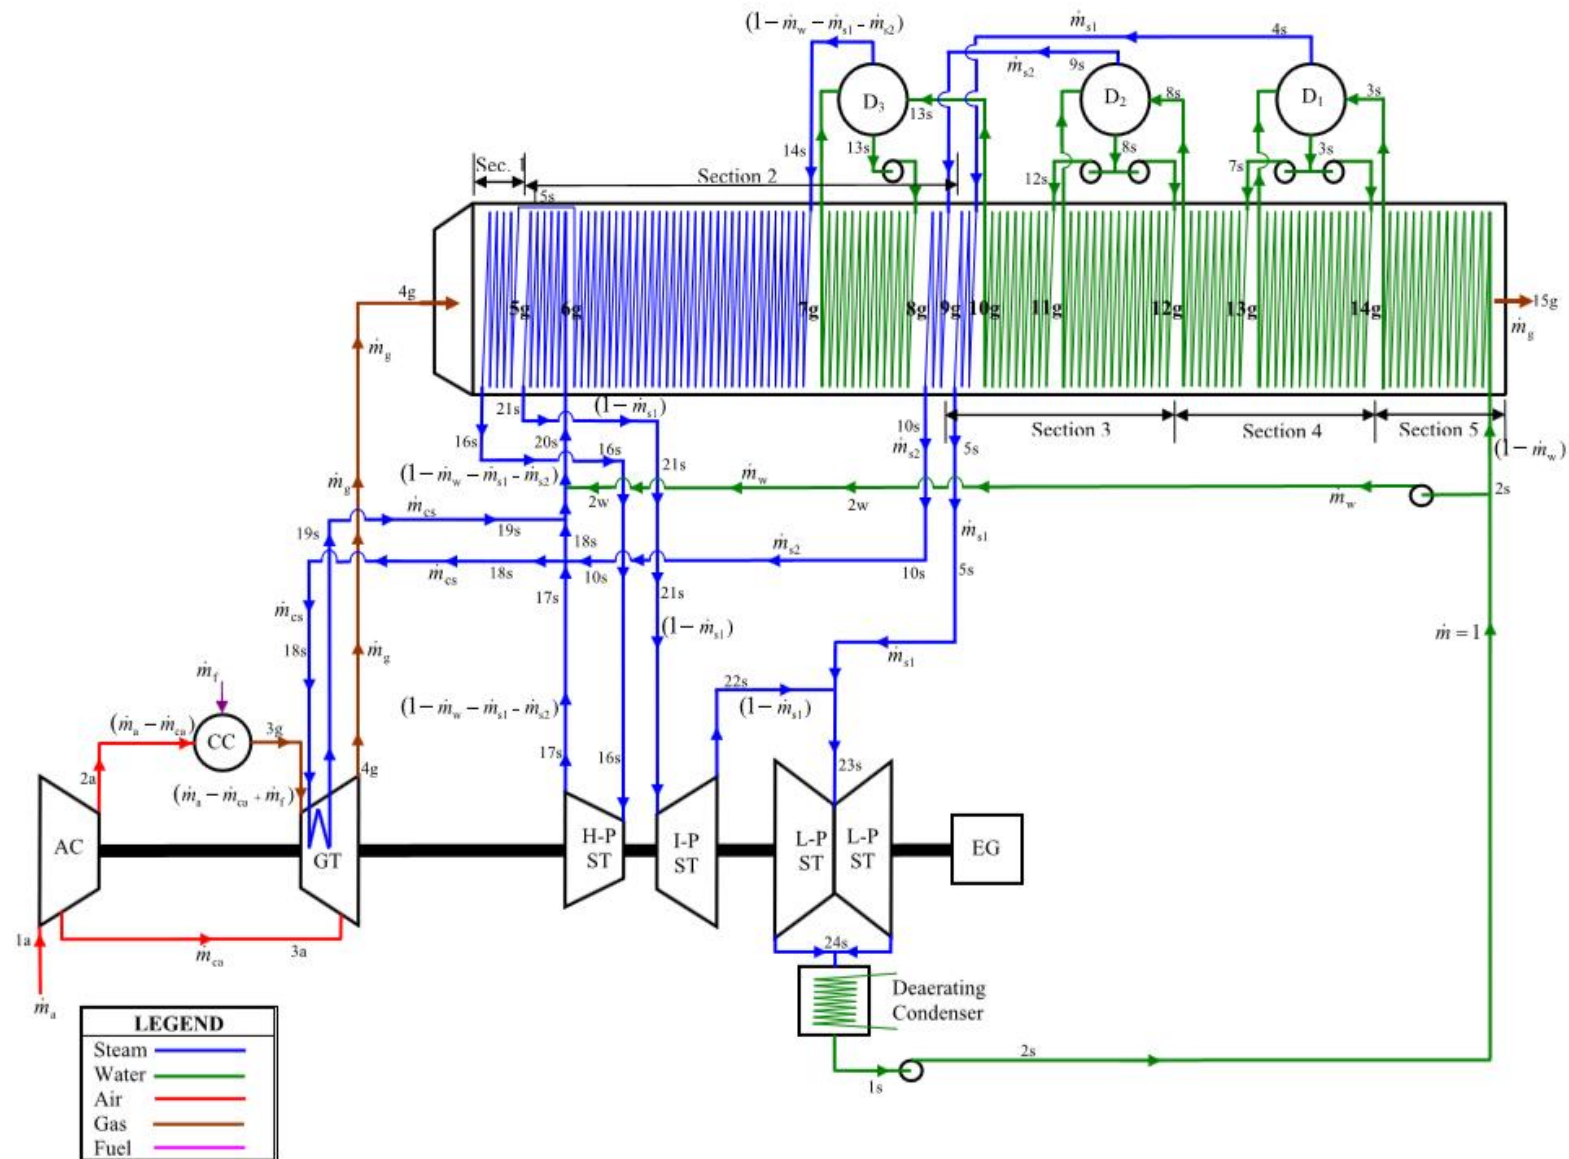 (1 − ṁw − ṁs1 - ṁs2)
ṁs1
4s
ṁs2
9s
D3
D2
D1
13s
8s
3s
14s
13s
8s
3s
12s
7s
Sec. 1
Section 2
15s
4g
5g
6g
7g
8g
9g
10g
11g
12g
13g
14g
15g
ṁg
ṁg
21s
(1 − ṁs1)
10s
Section 3
Section 4
Section 5
16s
20s
16s
ṁs2
5s
(1 − ṁw)
(1 − ṁw − ṁs1 - ṁs2)
21s
ṁw
ṁg
2w
2w
ṁw
2s
ṁcs
19s
19s
18s
ṁs2
ṁs1
ṁcs
18s
10s
10s
5s
ṁcs
17s
21s
18s
ṁg
(1 − ṁs1)
ṁs1
ṁ = 1
ṁf
22s
(ṁa − ṁca)
CC
3g
(1 − ṁw − ṁs1 - ṁs2)
(1 − ṁs1)
17s
16s
23s
2a
4g
(ṁa − ṁca + ṁf)
AC
GT
H-P
ST
I-P
ST
L-P
ST
L-P
ST
EG
1a
ṁca
3a
24s
ṁa
Deaerating
Condenser
2s
1s
LEGEND
Steam
Water
Air
Gas
Fuel